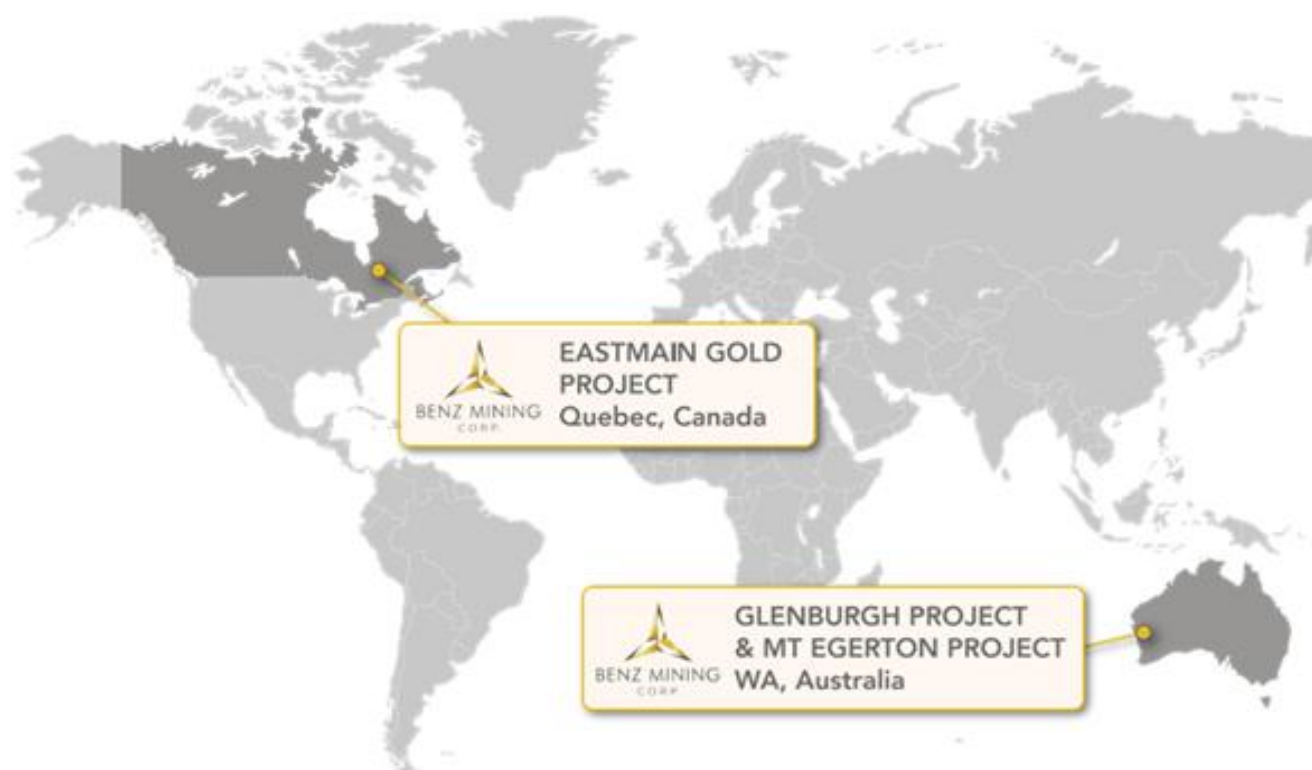 EASTMAIN GOLD
PROJECT
Quebec, Canada
BENZ MINING
CORP
GLENBURGH PROJECT
& MT EGERTON PROJECT
WA, Australia
BENZ MINING
CORP